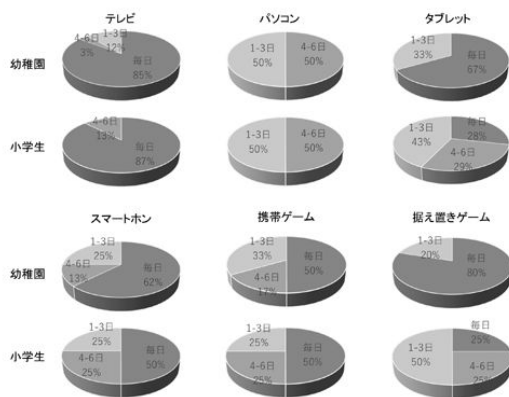 テレビ
パソコン
タブレット
幼稚園
4-6日
3%
1-3日
12%
毎日
85%
1-3日
50%
4-6日
50%
1-3日
33%
毎日
67%
小学生
4-6日
13%
毎日
87%
1-3日
50%
4-6日
50%
1-3日
43%
毎日
28%
4-6日
29%
スマートホン
携帯ゲーム
据え置きゲーム
幼稚園
1-3日
25%
4-6日
13%
毎日
62%
1-3日
33%
4-6日
17%
毎日
50%
1-3日
20%
毎日
80%
小学生
1-3日
25%
4-6日
25%
毎日
50%
1-3日
25%
4-6日
25%
毎日
50%
1-3日
50%
毎日
25%
4-6日
25%